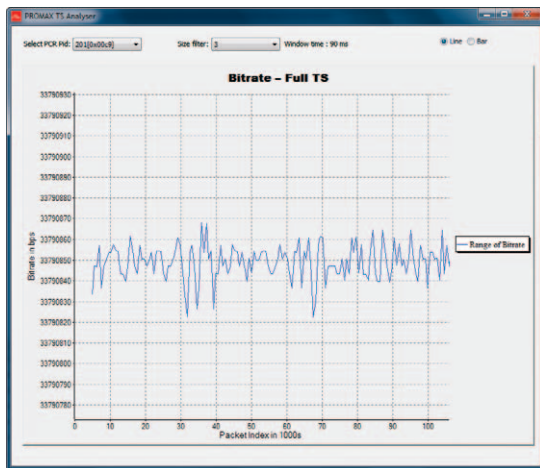 PROMAX TS Analyser
Select PCR Pid: 201[0x00c9] Size filter: 3 Window time : 90 ms Line Bar
Bitrate – Full TS
33790930
33790920
33790910
33790900
33790890
33790880
33790870
33790860
33790850
33790840
33790830
33790820
33790800
33790790
33790780
Bitrate in bps
Range of Bitrate
0 10 20 30 40 50 60 70 80 90 100
Packet Index in 1000s